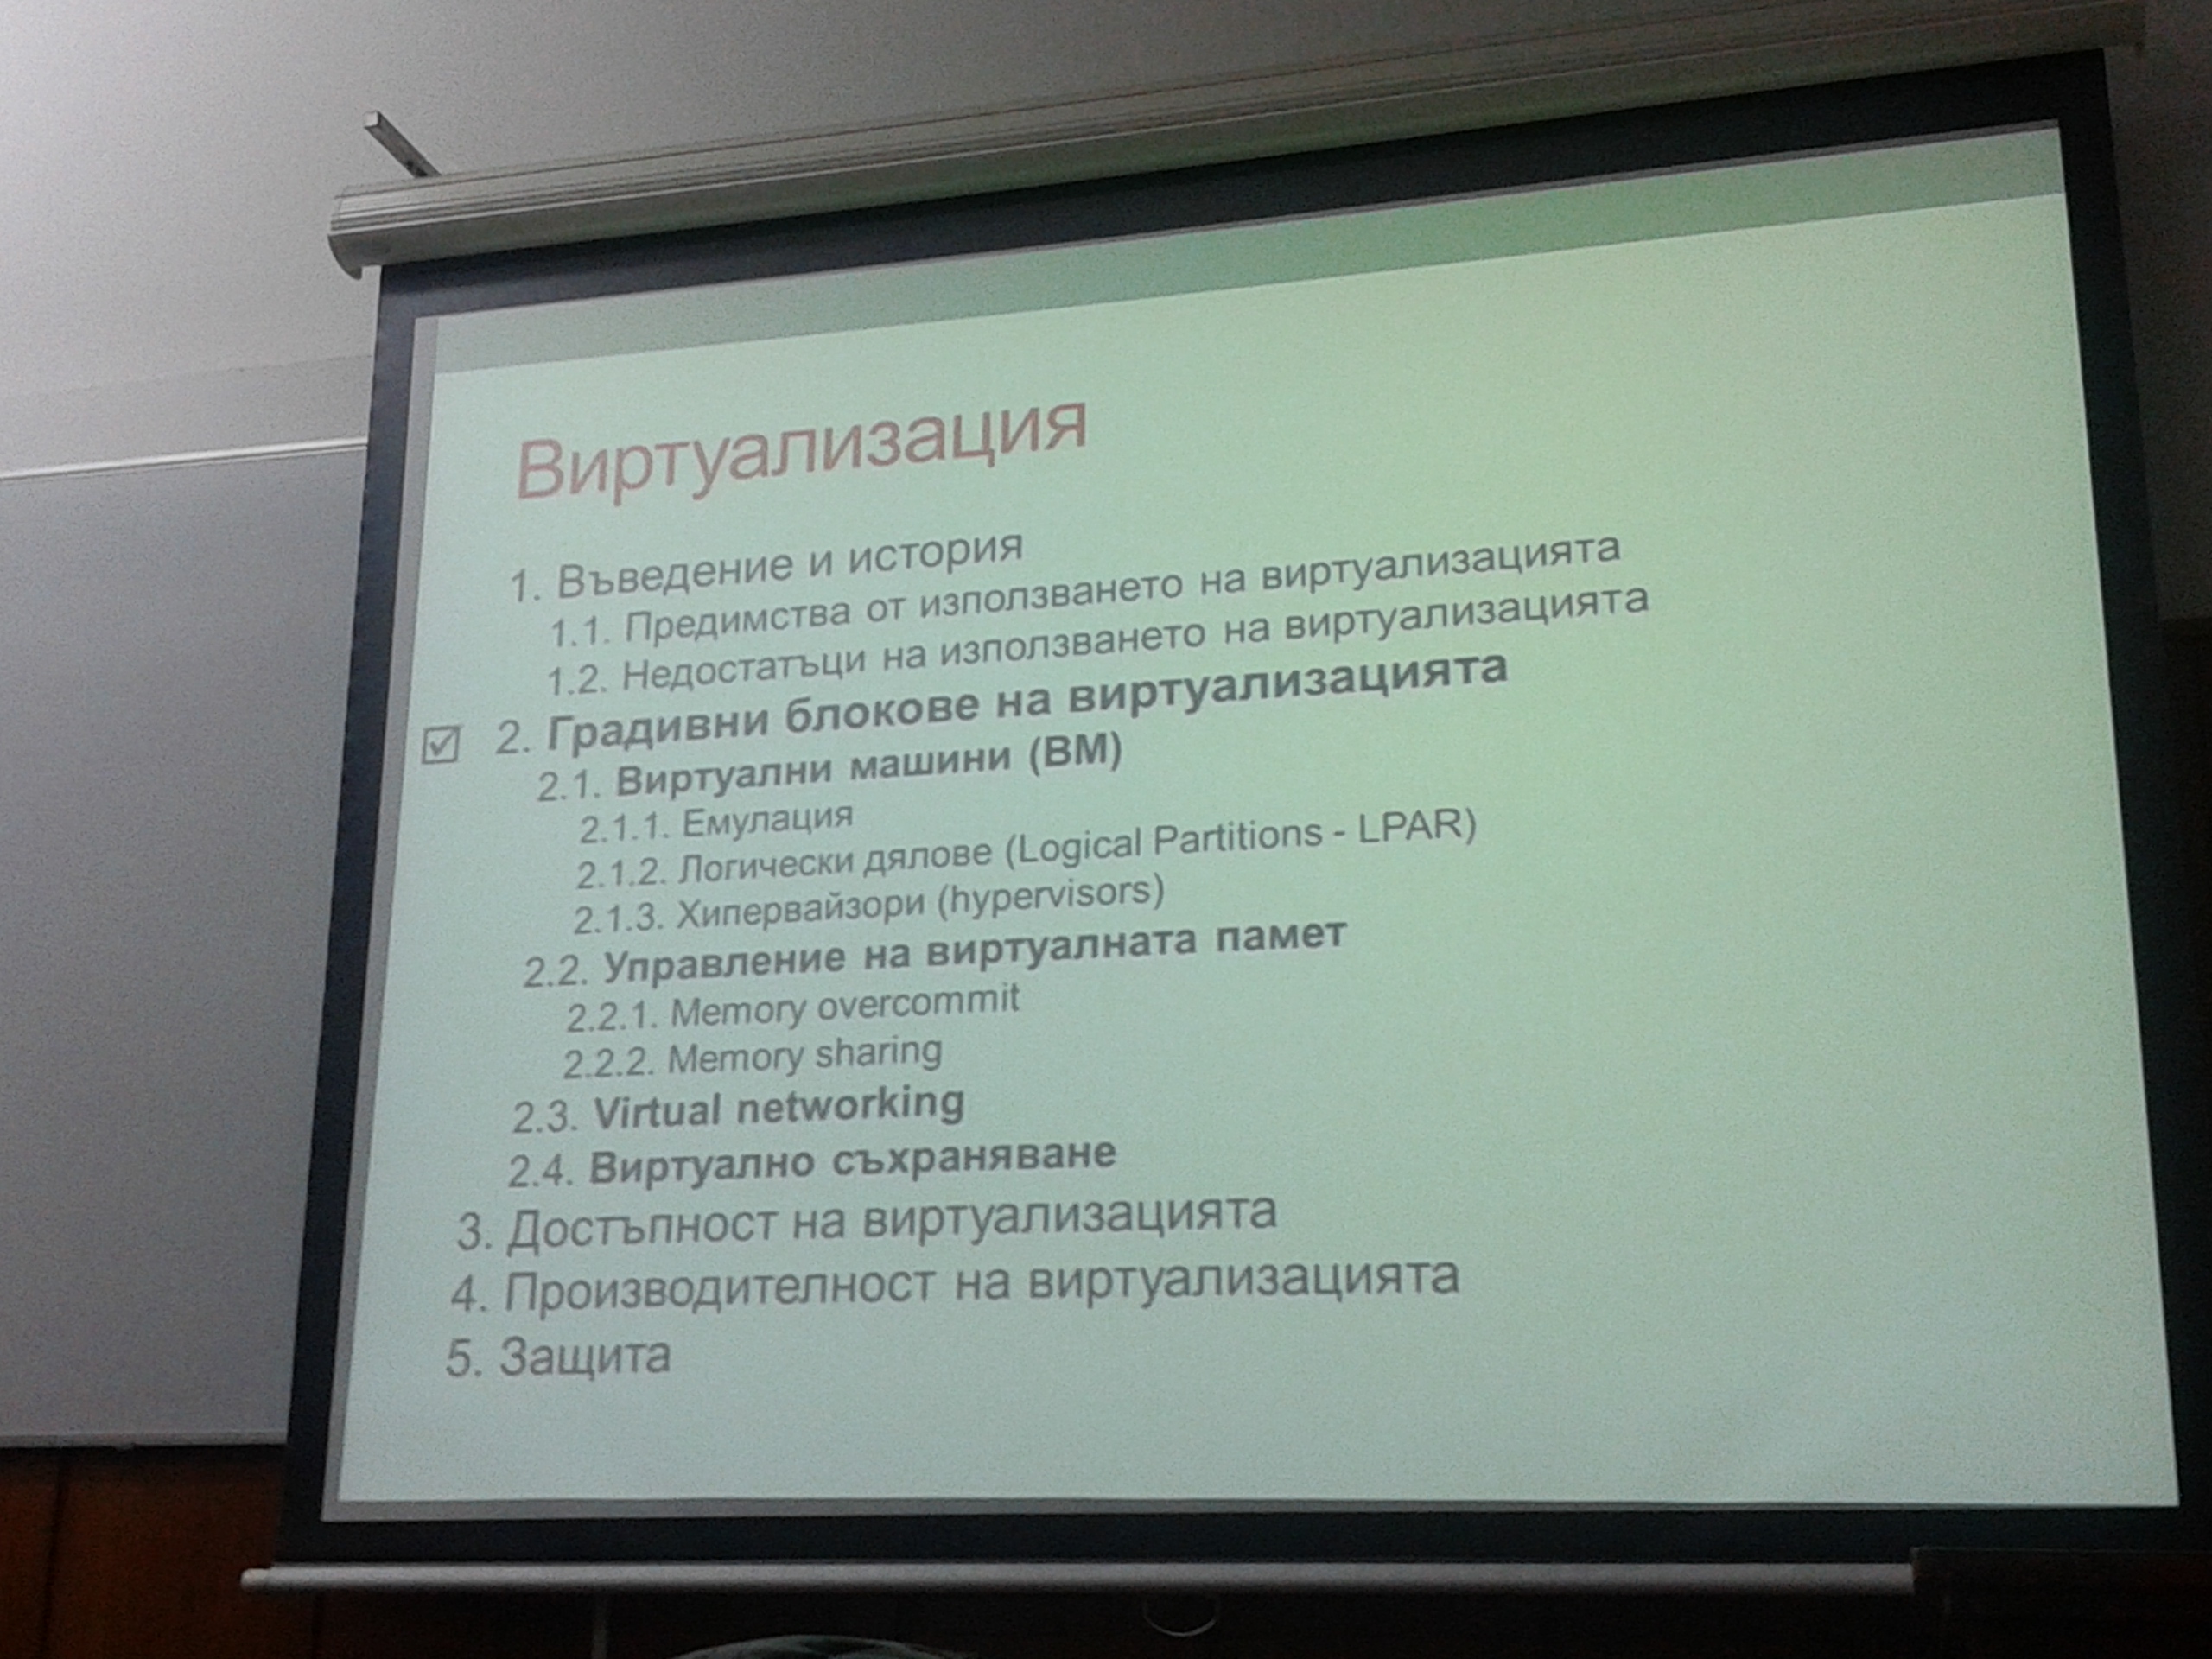 Виртуализация
1. Въведение и история
1.1. Предимства от използването на виртуализацията
1.2. Недостатъци на използването на виртуализацията
2. Градивни блокове на виртуализацията
2.1. Виртуални машини (ВМ)
2.1.1. Емулация
2.1.2. Логически дялове (Logical Partitions - LPAR)
2.1.3. Хипервайзори (hypervisors)
2.2. Управление на виртуалната памет
2.2.1. Memory overcommit
2.2.2. Memory sharing
2.3. Virtual networking
2.4. Виртуално съхраняване
3. Достъпност на виртуализацията
4. Производителност на виртуализацията
5. Защита